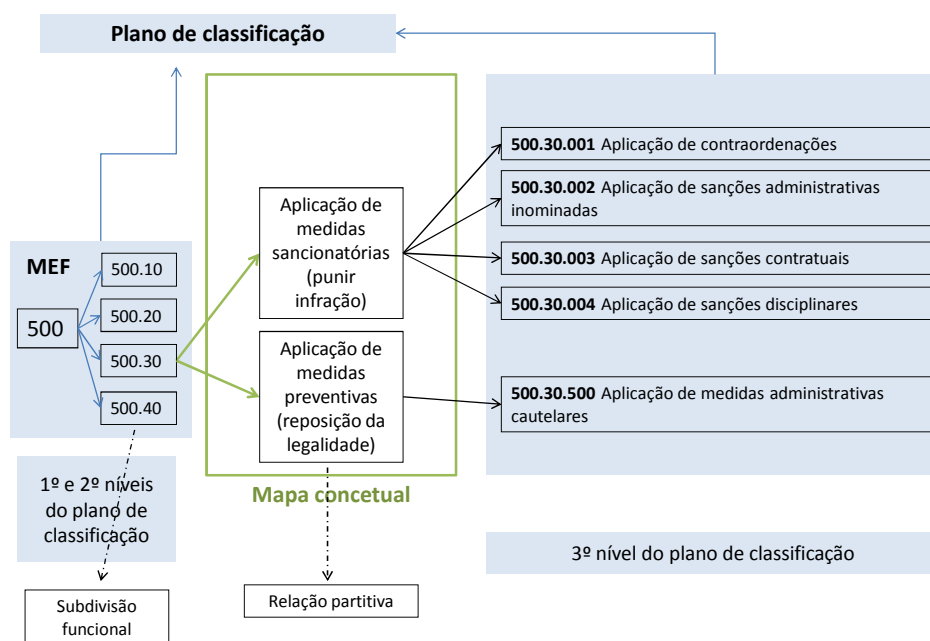 Plano de classificação
MEF
500
500.10
500.20
500.30
500.40
1º e 2º níveis
do plano de
classificação
Subdivisão
funcional
Aplicação de
medidas
sancionatórias
(punir
infração)
Aplicação de
medidas
preventivas
(reposição da
legalidade)
Mapa concetual
Relação partitiva
500.30.001 Aplicação de contraordenações
500.30.002 Aplicação de sanções administrativas
inominadas
500.30.003 Aplicação de sanções contratuais
500.30.004 Aplicação de sanções disciplinares
500.30.500 Aplicação de medidas administrativas
cautelares
3º nível do plano de classificação